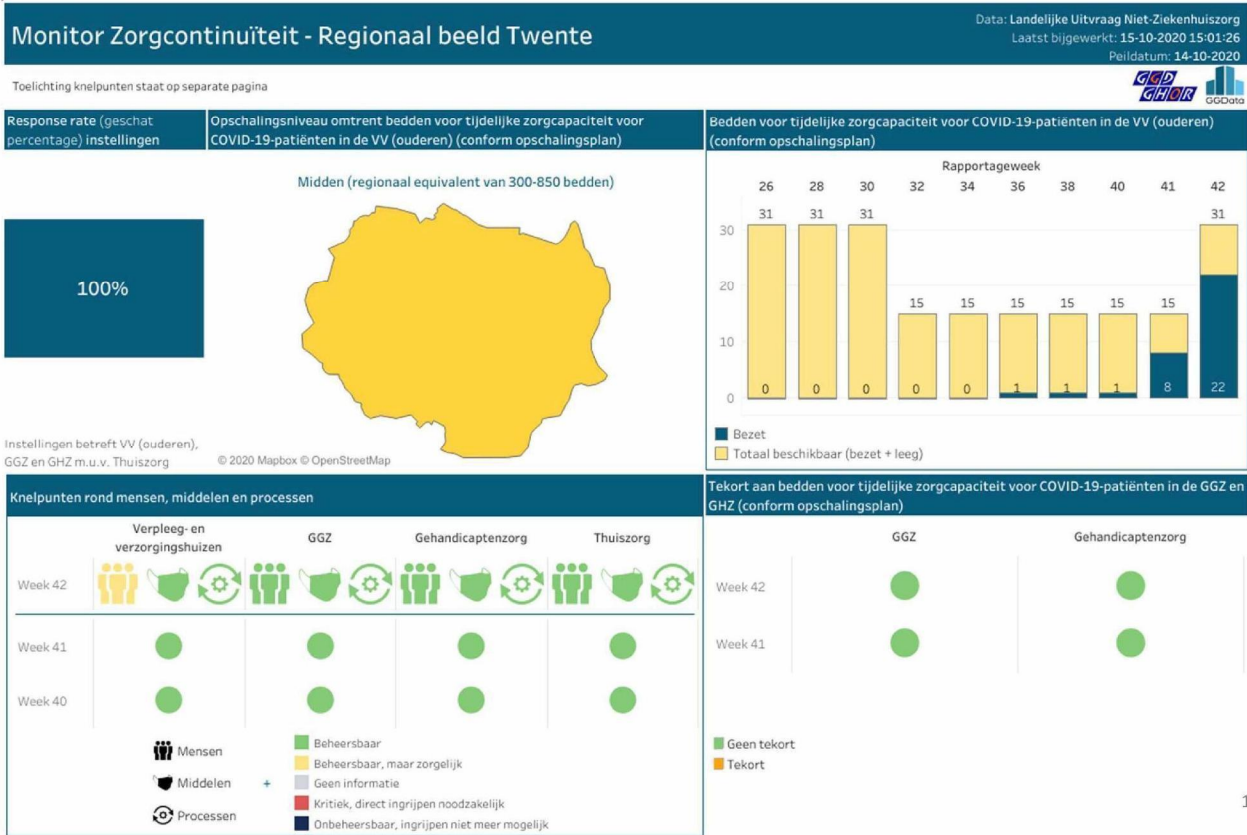 Monitor Zorgcontinuïteit - Regionaal beeld Twente
Data: Landelijke Uitvraag Niet-Ziekenhuiszorg
Laatst bijgewerkt: 15-10-2020 15:01:26
Peildatum: 14-10-2020
Toelichting knelpunten staat op separate pagina
GGD
GHOR
GGData
Response rate (geschat
percentage) instellingen
100%
Instellingen betreft VV (ouderen),
GGZ en GHZ m.u.v. Thuiszorg
Opschalingsniveau omtrent bedden voor tijdelijke zorgcapaciteit voor
COVID-19-patiënten in de VV (ouderen) (conform opschalingsplan)
Midden (regionaal equivalent van 300-850 bedden)
© 2020 Mapbox © OpenStreetMap
Bedden voor tijdelijke zorgcapaciteit voor COVID-19-patiënten in de VV (ouderen)
(conform opschalingsplan)
Rapportageweek
26 28 30 32 34 36 38 40 41 42
31 31 31 15 15 15 15 15 15 31
30
20
10
0
0 0 0 0 0 1 1 1 8 22
Bezet
Totaal beschikbaar (bezet + leeg)
Knelpunten rond mensen, middelen en processen
Verpleeg- en
verzorgingshuizen
GGZ
Gehandicaptenzorg
Thuiszorg
Week 42
Week 41
Week 40
Mensen
Middelen
Processen
+
Beheersbaar
Beheersbaar, maar zorgelijk
Geen informatie
Kritiek, direct ingrijpen noodzakelijk
Onbeheersbaar, ingrijpen niet meer mogelijk
Tekort aan bedden voor tijdelijke zorgcapaciteit voor COVID-19-patiënten in de GGZ en
GHZ (conform opschalingsplan)
GGZ
Gehandicaptenzorg
Week 42
Week 41
Geen tekort
Tekort
1